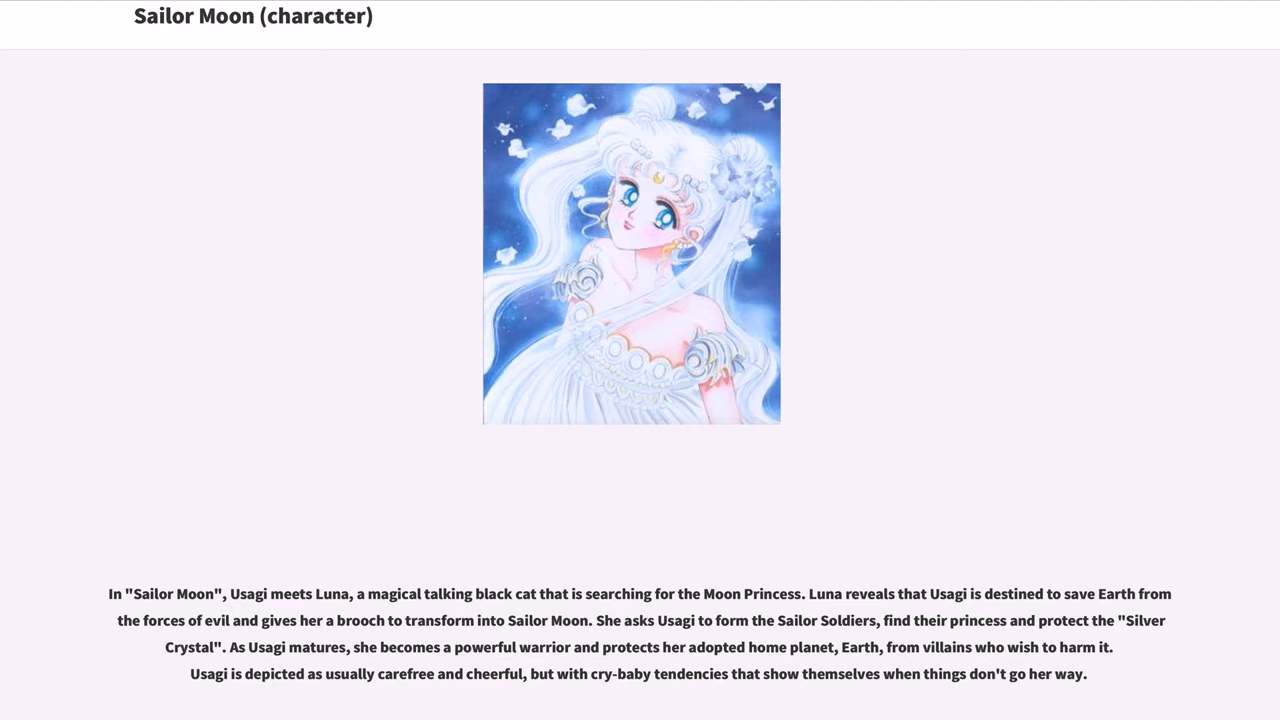 Sailor Moon (character)
In "Sailor Moon", Usagi meets Luna, a magical talking black cat that is searching for the Moon Princess. Luna reveals that Usagi is destined to save Earth from
the forces of evil and gives her a brooch to transform into Sailor Moon. She asks Usagi to form the Sailor Soldiers, find their princess and protect the "Silver
Crystal". As Usagi matures, she becomes a powerful warrior and protects her adopted home planet, Earth, from villains who wish to harm it.
Usagi is depicted as usually carefree and cheerful, but with cry-baby tendencies that show themselves when things don't go her way.